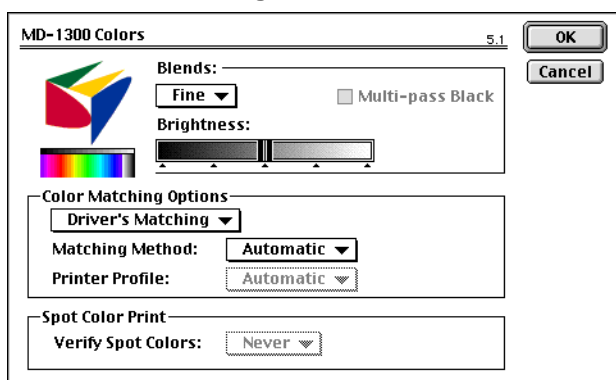 MD-1300 Colors 5.1
OK
Cancel
Blends:
Fine
Multi-pass Black
Brightness:
Color Matching Options
Driver's Matching
Matching Method: Automatic
Printer Profile: Automatic
Spot Color Print
Verify Spot Colors: Never